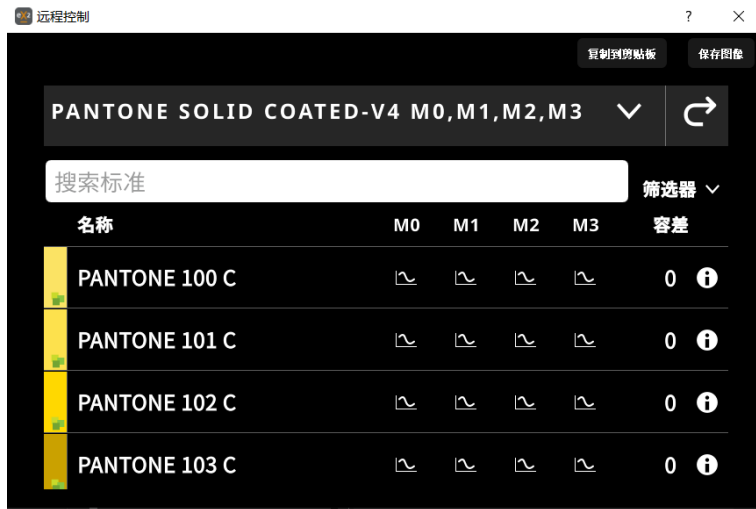 远程控制
复制到剪贴板 保存图像
PANTONE SOLID COATED-V4 M0,M1,M2,M3
搜索标准
筛选器
名称 M0 M1 M2 M3 容差
PANTONE 100 C 0
PANTONE 101 C 0
PANTONE 102 C 0
PANTONE 103 C 0